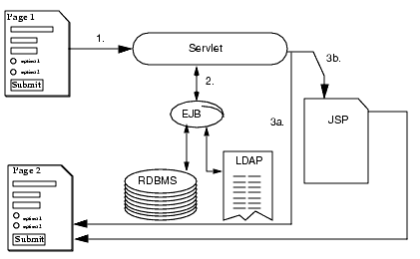 Page 1
option 1
option 2
Submit
1.
Servlet
2.
EJB
3a.
3b.
JSP
LDAP
RDBMS
Page 2
option 1
option 2
Submit